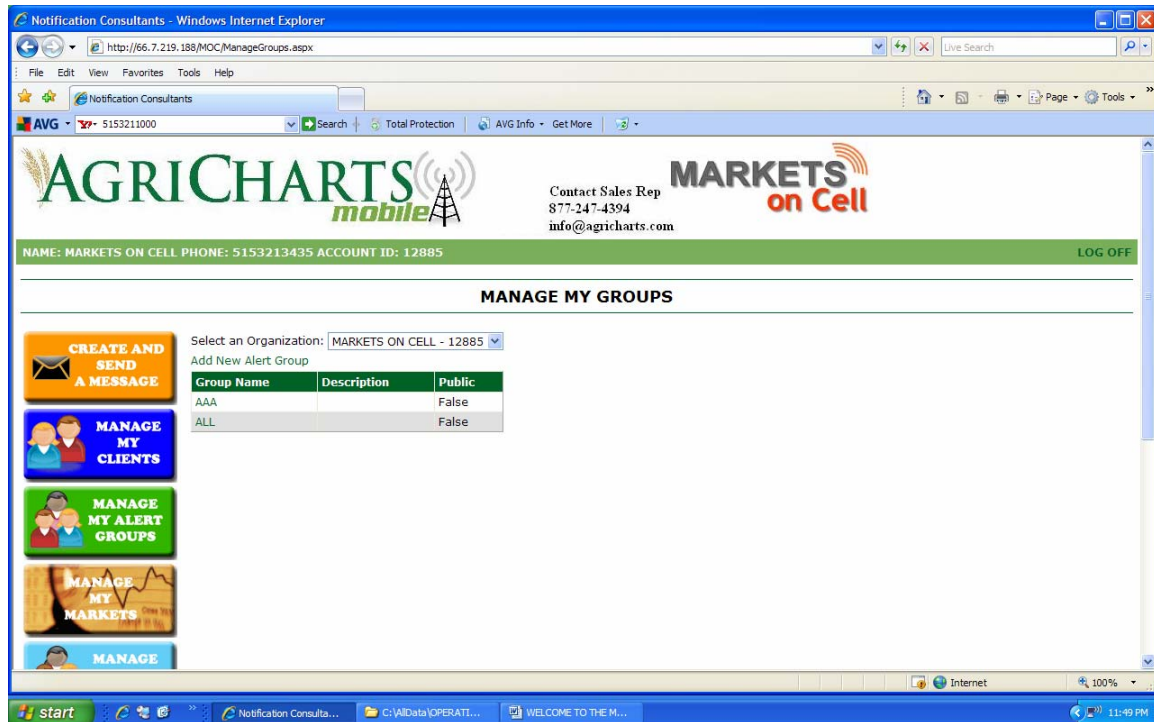 Notification Consultants - Windows Internet Explorer
http://66.7.219.188/MOC/ManageGroups.aspx
Live Search
File Edit View Favorites Tools Help
Notification Consultants
Page Tools
AVG 5153211000 Search Total Protection AVG Info Get More
AGRICHARTS
mobile
Contact Sales Rep
877-247-4394
info@agricharts.com
MARKETS
on Cell
NAME: MARKETS ON CELL PHONE: 5153213435 ACCOUNT ID: 12885 LOG OFF
MANAGE MY GROUPS
CREATE AND
SEND
A MESSAGE
MANAGE
MY
CLIENTS
MANAGE
MY ALERT
GROUPS
MANAGE
MY
MARKETS
MANAGE
Select an Organization: MARKETS ON CELL - 12885
Add New Alert Group
Group Name Description Public
AAA False
ALL False
Internet 100%
start Notification Consulta... C:\AllData\OPERATI... WELCOME TO THE M... 11:49 PM